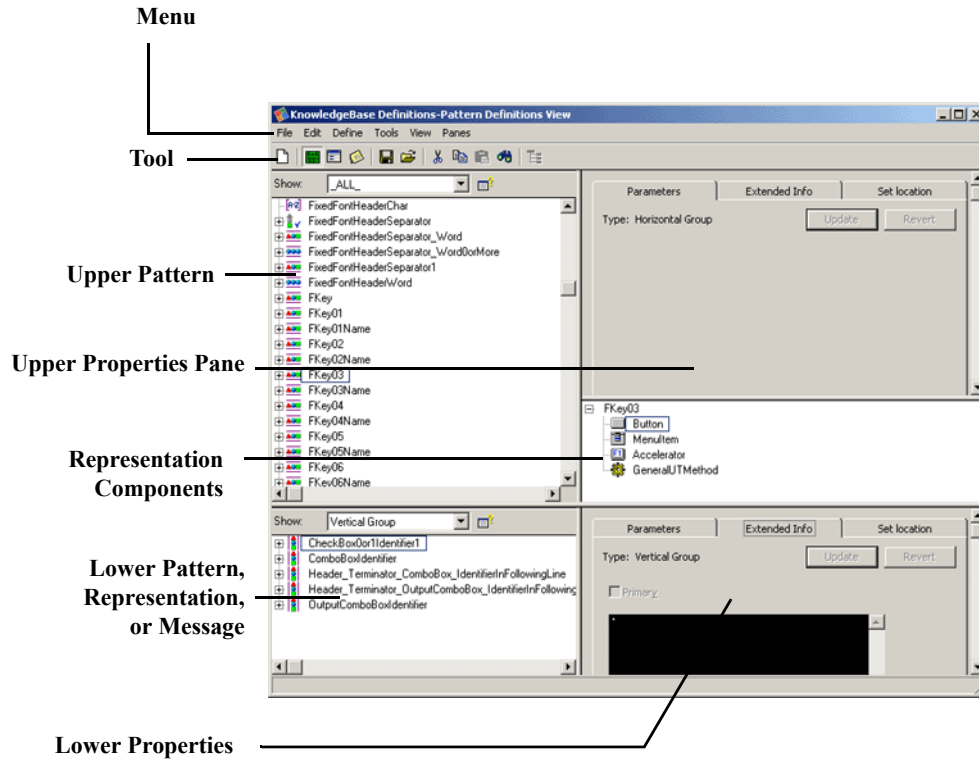 Menu
KnowledgeBase Definitions-Pattern Definitions View
File Edit Define Tools View Panes
Tool
Show: _ALL_
FixedFontHeaderChar
FixedFontHeaderSeparator
FixedFontHeaderSeparator_Word
FixedFontHeaderSeparator_Word0orMore
FixedFontHeaderSeparator1
FixedFontHeaderWord
FKey
FKey01
FKey01Name
FKey02
FKey02Name
FKey03
FKey03Name
FKey04
FKey04Name
FKey05
FKey05Name
FKey06
FKey06Name
Upper Pattern
Upper Properties Pane
Representation
Components
Parameters Extended Info Set location
Type: Horizontal Group Update Revert
FKey03
Button
MenuItem
Accelerator
GeneralUTMethod
Show: Vertical Group
CheckBox0or1Identifier1
ComboBoxIdentifier
Header_Terminator_ComboBox_IdentifierInFollowingLine
Header_Terminator_OutputComboBox_IdentifierInFollowing
OutputComboBoxIdentifier
Lower Pattern,
Representation,
or Message
Parameters Extended Info Set location
Type: Vertical Group Update Revert
Primary
Lower Properties